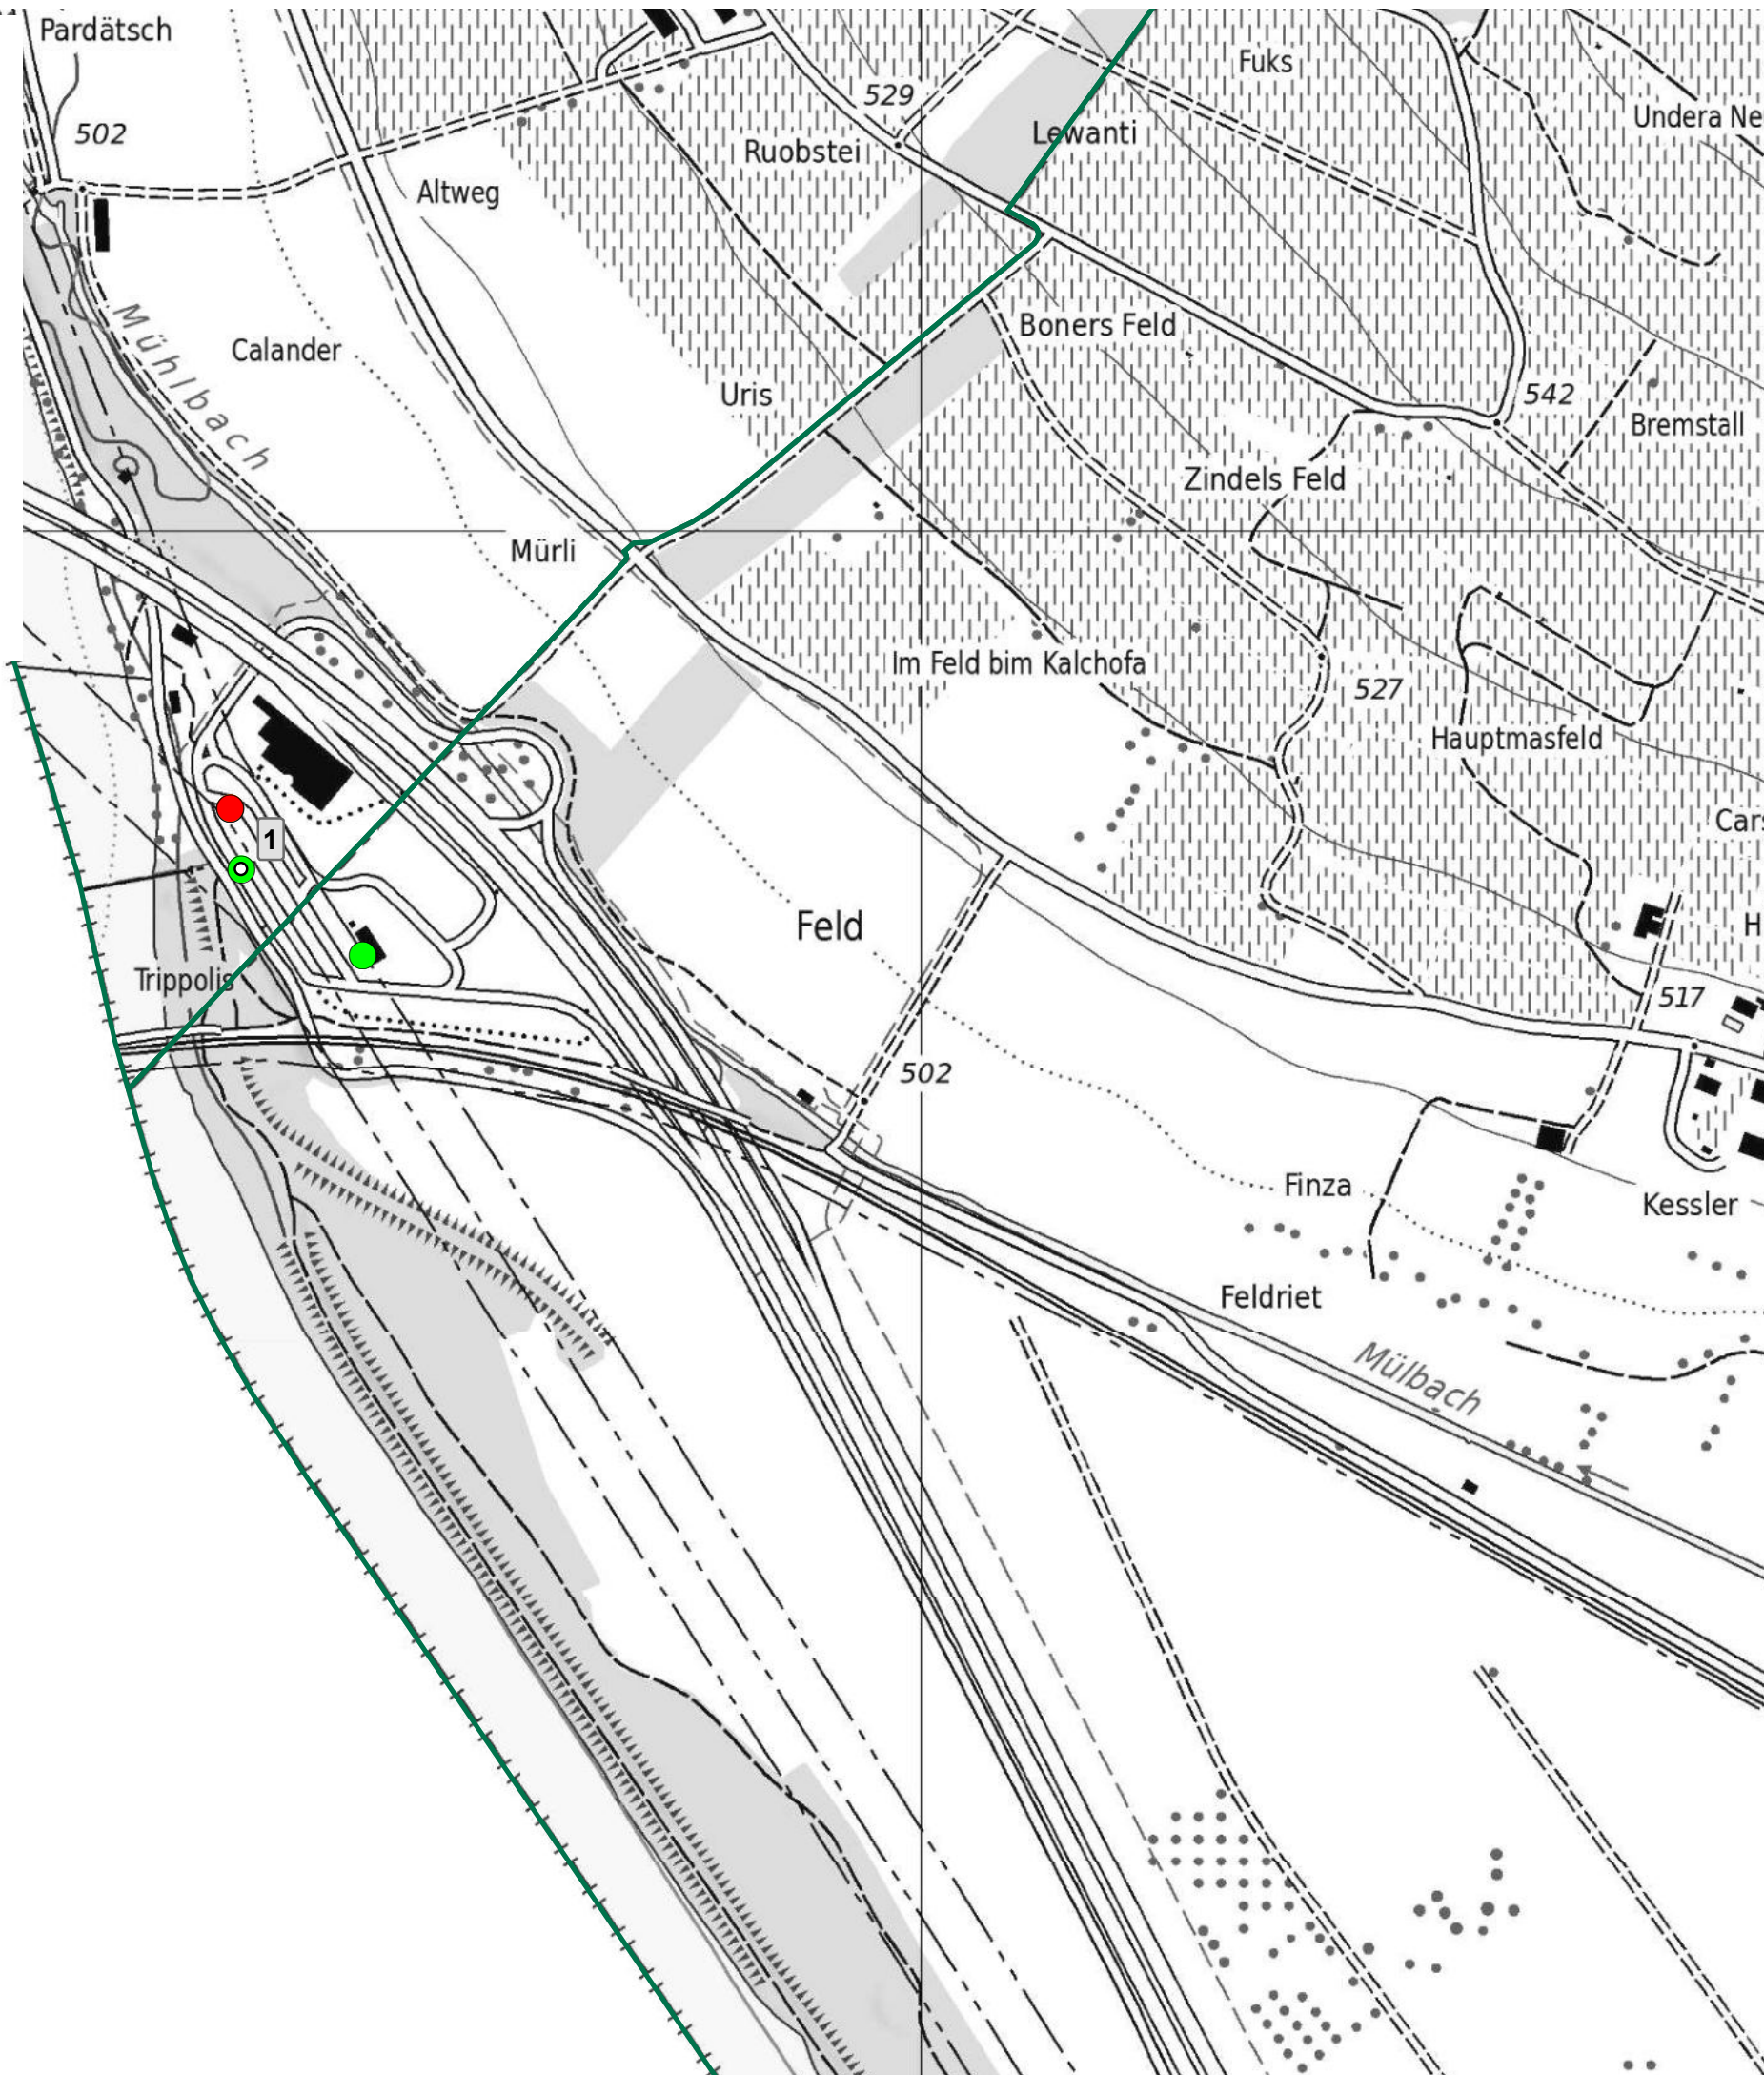 Pardätsch
Fuks
529
Undera Ne
502
Lewanti
Ruobstei
Altweg
Mühlbach
Boners Feld
Calander
Uris
542
Bremstall
Zindels Feld
Mürli
Im Feld bim Kalchofa
527
Hauptmasfeld
Cars
1
Feld
H
Trippolis
517
502
Finza
Kessler
Feldriet
Mülbach